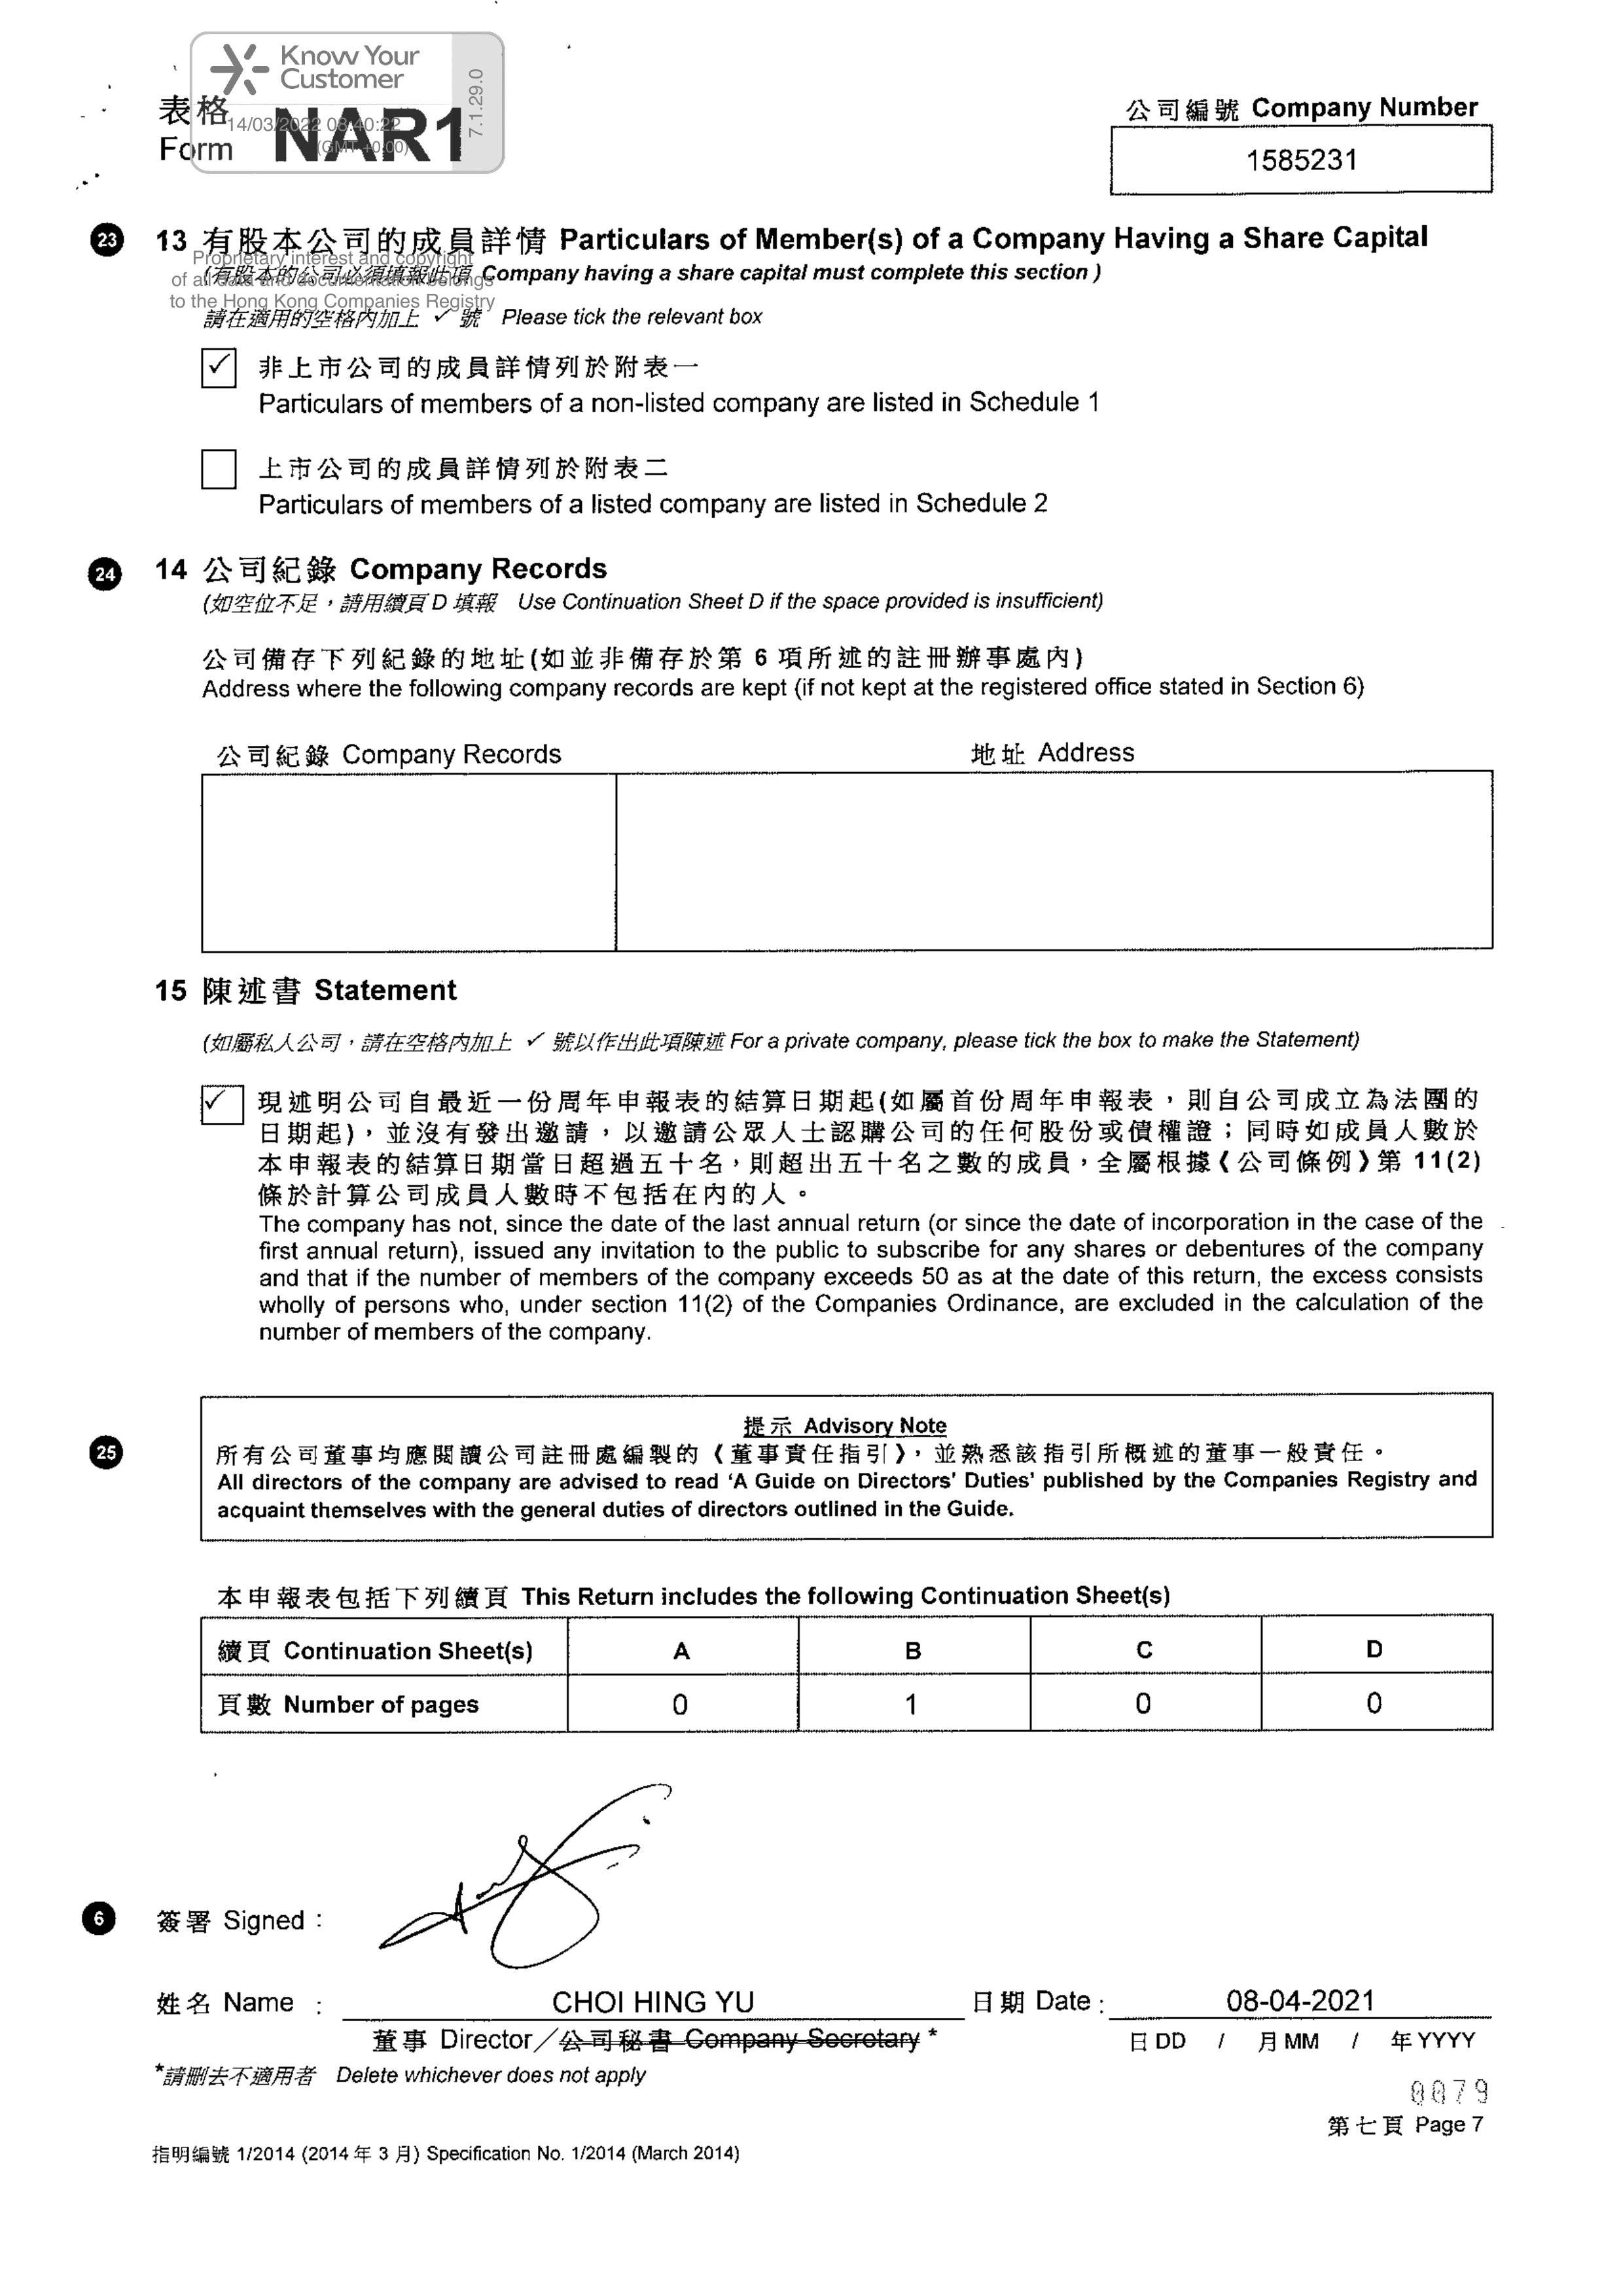 Know Your
Customer
7.1.29.0
14/03/2022 08:40:22
(GMT +0:00)
表格
Form NAR1
公司編號 Company Number
1585231
23 13 有股本公司的成員詳情 Particulars of Member(s) of a Company Having a Share Capital
Proprietary interest and copyright
of all data and documentation belongs
to the Hong Kong Companies Registry
(有股本的公司必須填報此項 Company having a share capital must complete this section )
請在適用的空格內加上 ✓ 號 Please tick the relevant box
✓ 非上市公司的成員詳情列於附表一
Particulars of members of a non-listed company are listed in Schedule 1
上市公司的成員詳情列於附表二
Particulars of members of a listed company are listed in Schedule 2
24 14 公司紀錄 Company Records
(如空位不足，請用續頁 D 填報 Use Continuation Sheet D if the space provided is insufficient)
公司備存下列紀錄的地址(如並非備存於第 6 項所述的註冊辦事處內)
Address where the following company records are kept (if not kept at the registered office stated in Section 6)
公司紀錄 Company Records 地址 Address
15 陳述書 Statement
(如屬私人公司，請在空格內加上 ✓ 號以作出此項陳述 For a private company, please tick the box to make the Statement)
✓ 現述明公司自最近一份周年申報表的結算日期起(如屬首份周年申報表，則自公司成立為法團的
日期起)，並沒有發出邀請，以邀請公眾人士認購公司的任何股份或債權證；同時如成員人數於
本申報表的結算日期當日超過五十名，則超出五十名之數的成員，全屬根據《公司條例》第 11(2)
條於計算公司成員人數時不包括在內的人。
The company has not, since the date of the last annual return (or since the date of incorporation in the case of the
first annual return), issued any invitation to the public to subscribe for any shares or debentures of the company
and that if the number of members of the company exceeds 50 as at the date of this return, the excess consists
wholly of persons who, under section 11(2) of the Companies Ordinance, are excluded in the calculation of the
number of members of the company.
提示 Advisory Note
25 所有公司董事均應閱讀公司註冊處編製的《董事責任指引》，並熟悉該指引所概述的董事一般責任。
All directors of the company are advised to read ‘A Guide on Directors’ Duties’ published by the Companies Registry and
acquaint themselves with the general duties of directors outlined in the Guide.
本申報表包括下列續頁 This Return includes the following Continuation Sheet(s)
續頁 Continuation Sheet(s) A B C D
頁數 Number of pages 0 1 0 0
6 簽署 Signed :
姓名 Name : CHOI HING YU 日期 Date : 08-04-2021
董事 Director／公司秘書 Company Secretary * 日 DD / 月 MM / 年 YYYY
*請刪去不適用者 Delete whichever does not apply
0079
第七頁 Page 7
指明編號 1/2014 (2014 年 3 月) Specification No. 1/2014 (March 2014)